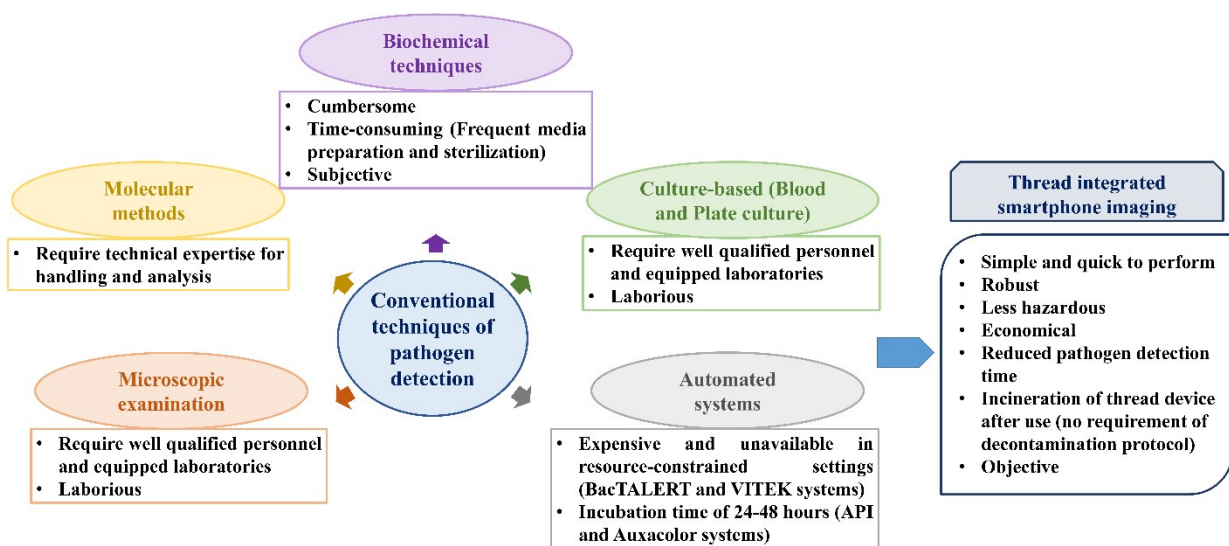 Biochemical
techniques
• Cumbersome
• Time-consuming (Frequent media
preparation and sterilization)
• Subjective
Molecular
methods
• Require technical expertise for
handling and analysis
Culture-based (Blood
and Plate culture)
• Require well qualified personnel
and equipped laboratories
• Laborious
Conventional
techniques of
pathogen
detection
Microscopic
examination
• Require well qualified personnel
and equipped laboratories
• Laborious
Automated
systems
• Expensive and unavailable in
resource-constrained settings
(BacTALERT and VITEK systems)
• Incubation time of 24-48 hours (API
and Auxacolor systems)
Thread integrated
smartphone imaging
• Simple and quick to perform
• Robust
• Less hazardous
• Economical
• Reduced pathogen detection
time
• Incineration of thread device
after use (no requirement of
decontamination protocol)
• Objective